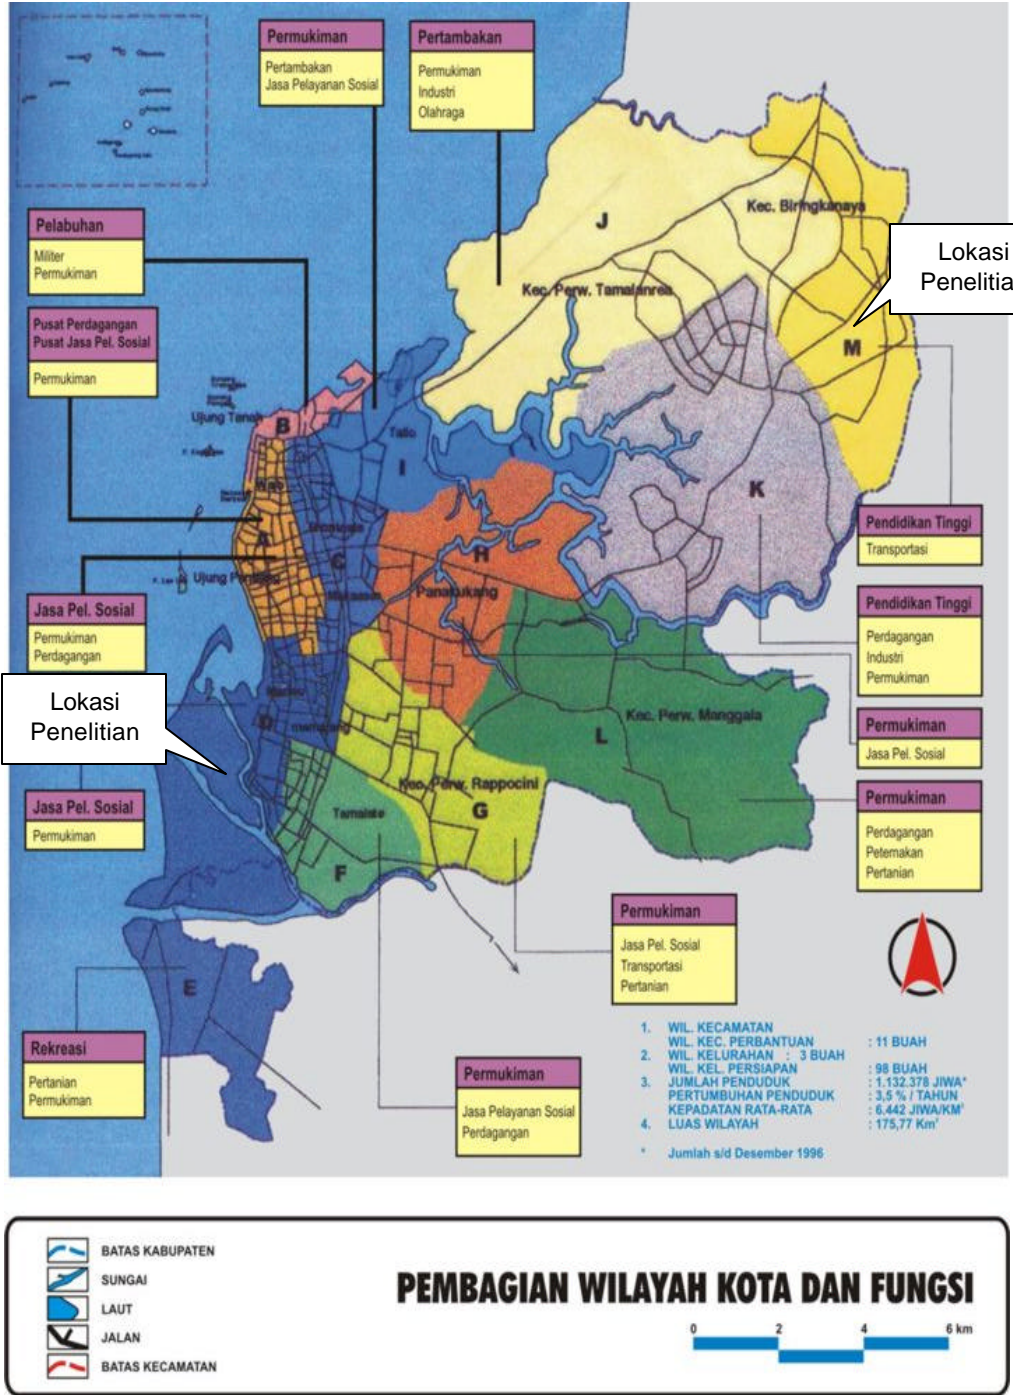 Permukiman
Pertambakan
Jasa Pelayanan Sosial
Pertambakan
Permukiman
Industri
Olahraga
Pelabuhan
Militer
Permukiman
Pusat Perdagangan
Pusat Jasa Pel. Sosial
Permukiman
Jasa Pel. Sosial
Permukiman
Perdagangan
Lokasi
Penelitian
Jasa Pel. Sosial
Permukiman
Rekreasi
Pertanian
Permukiman
J
Kec. Biringkanaya
Kec. Perw. Tamalanrea
M
Lokasi
Penelitia
Ujung Tanah
B
Tallo
I
K
H
A
C
Panakukang
D
L
Kec. Perw. Manggala
Kec. Perw. Rappocini
G
F
E
Pendidikan Tinggi
Transportasi
Pendidikan Tinggi
Perdagangan
Industri
Permukiman
Permukiman
Jasa Pel. Sosial
Permukiman
Perdagangan
Peternakan
Pertanian
Permukiman
Jasa Pel. Sosial
Transportasi
Pertanian
Permukiman
Jasa Pelayanan Sosial
Perdagangan
1. WIL. KECAMATAN
WIL. KEC. PERBANTUAN : 11 BUAH
2. WIL. KELURAHAN : 3 BUAH
WIL. KEL. PERSIAPAN : 98 BUAH
3. JUMLAH PENDUDUK : 1.132.378 JIWA*
PERTUMBUHAN PENDUDUK : 3,5 % / TAHUN
KEPADATAN RATA-RATA : 6.442 JIWA/KM²
4. LUAS WILAYAH : 175,77 Km²
* Jumlah s/d Desember 1996
BATAS KABUPATEN
SUNGAI
LAUT
JALAN
BATAS KECAMATAN
PEMBAGIAN WILAYAH KOTA DAN FUNGSI
0 2 4 6 km